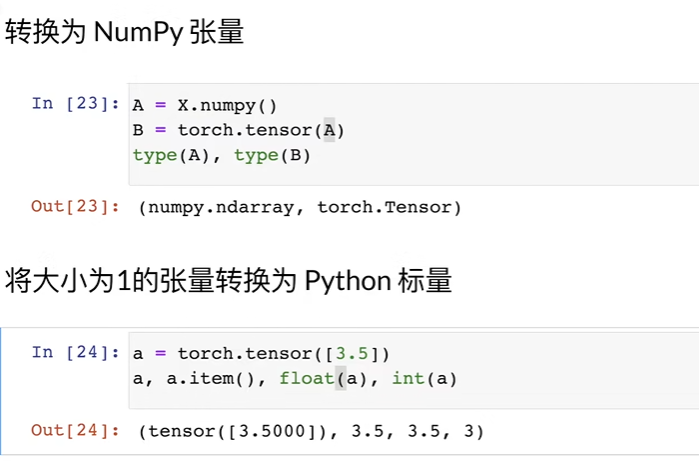 转换为 NumPy 张量
In [23]: A = X.numpy()
B = torch.tensor(A)
type(A), type(B)
Out[23]: (numpy.ndarray, torch.Tensor)
将大小为1的张量转换为 Python 标量
In [24]: a = torch.tensor([3.5])
a, a.item(), float(a), int(a)
Out[24]: (tensor([3.5000]), 3.5, 3.5, 3)